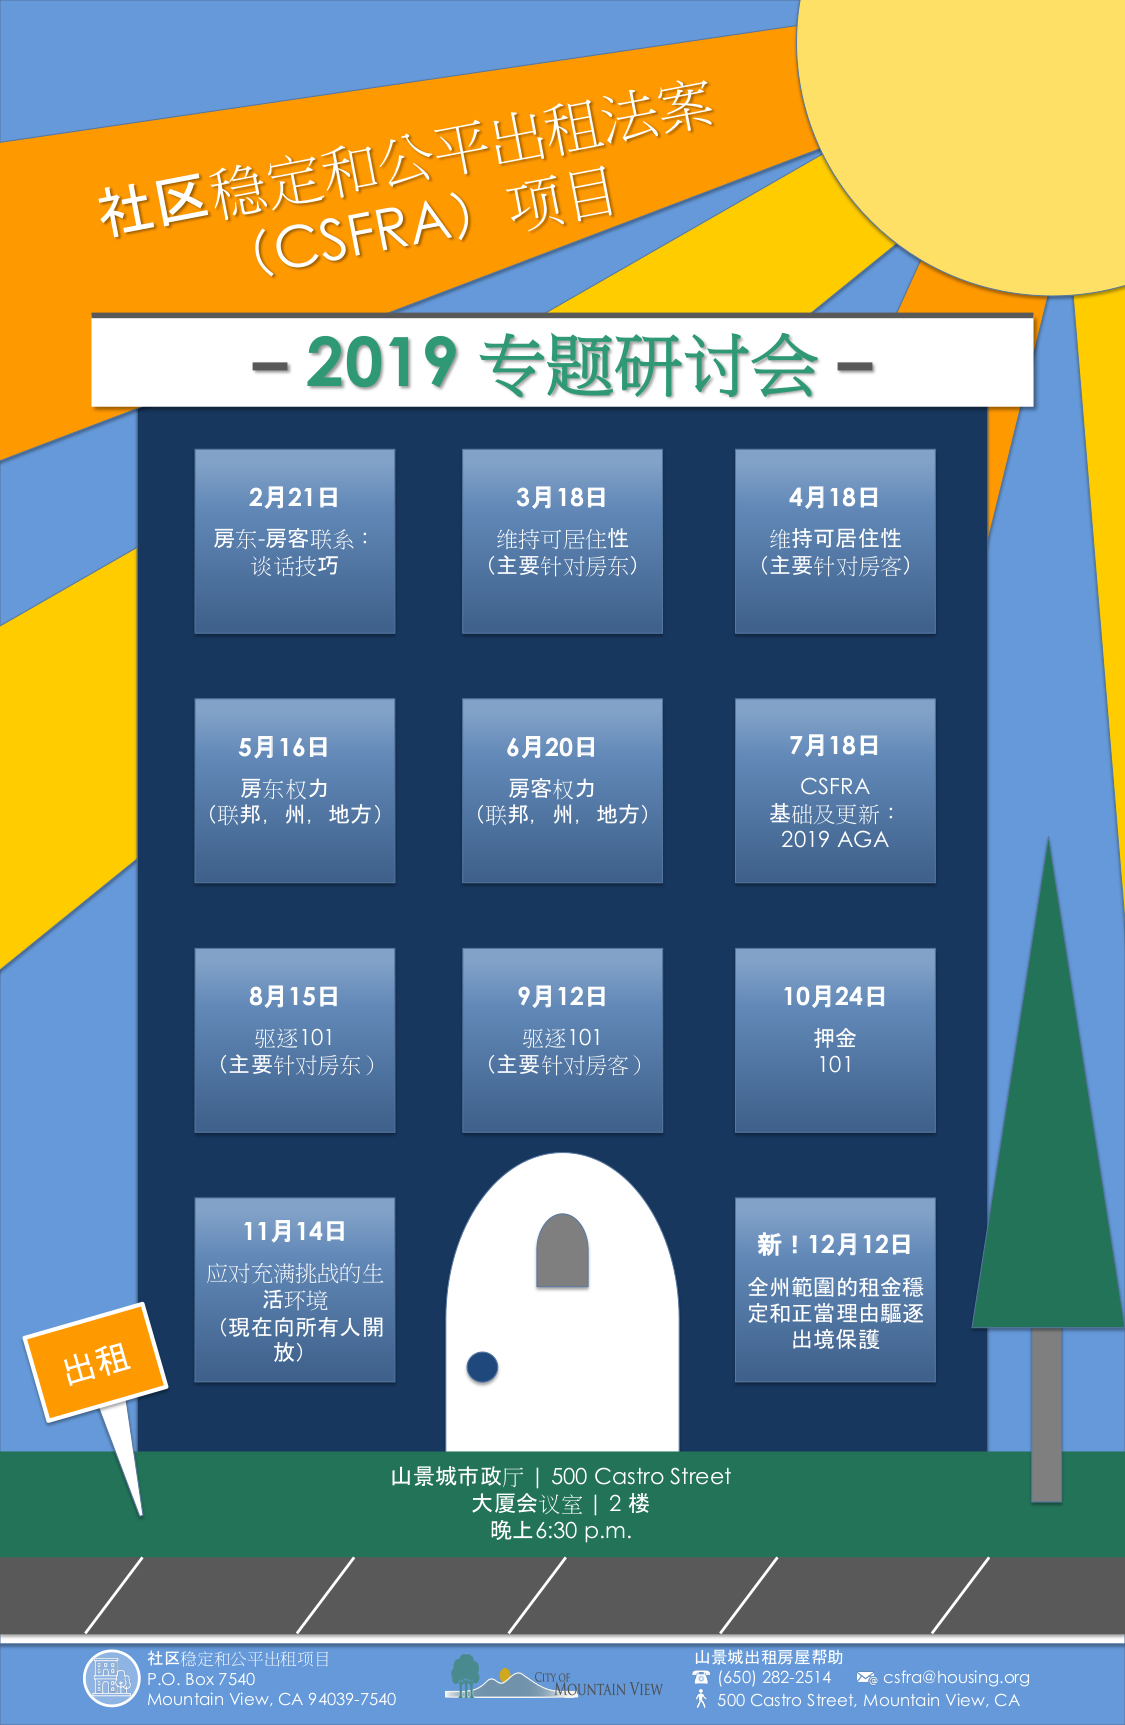 社区稳定和公平出租法案
（CSFRA）项目
– 2019 专题研讨会 –
2月21日
房东-房客联系：
谈话技巧
3月18日
维持可居住性
（主要针对房东）
4月18日
维持可居住性
（主要针对房客）
5月16日
房东权力
（联邦，州，地方）
6月20日
房客权力
（联邦，州，地方）
7月18日
CSFRA
基础及更新：
2019 AGA
8月15日
驱逐101
（主要针对房东）
9月12日
驱逐101
（主要针对房客）
10月24日
押金
101
11月14日
应对充满挑战的生
活环境
（現在向所有人開
放）
新！12月12日
全州範圍的租金穩
定和正當理由驅逐
出境保護
出租
山景城市政厅 | 500 Castro Street
大厦会议室 | 2 楼
晚上6:30 p.m.
社区稳定和公平出租项目
P.O. Box 7540
Mountain View, CA 94039-7540
CITY OF
MOUNTAIN VIEW
山景城出租房屋帮助
(650) 282-2514 csfra@housing.org
500 Castro Street, Mountain View, CA